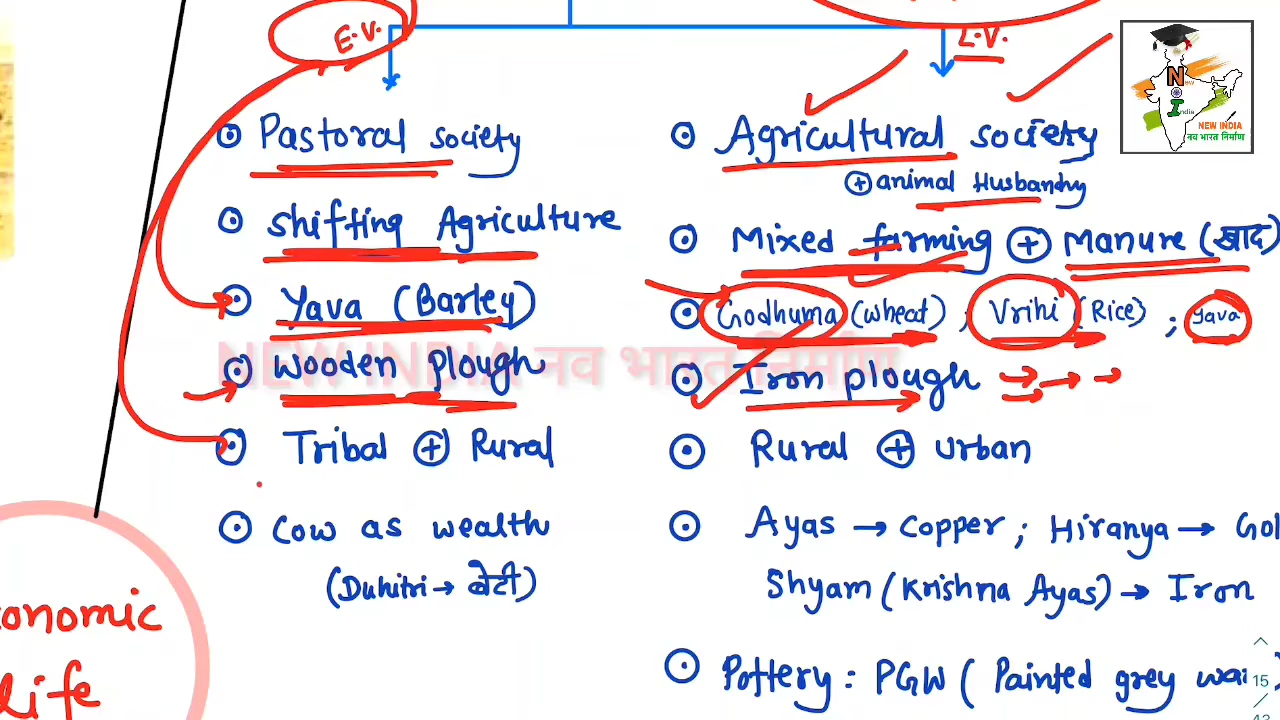 E.V.
L.V.
Pastoral society
shifting Agriculture
Yava (Barley)
Wooden plough
Tribal + Rural
Cow as wealth
(Duhitri → बेटी)
Agricultural society
+ animal Husbandry
Mixed farming + Manure (खाद)
Godhuma (wheat) ; Vrihi (Rice) ; Yava
Iron plough → → →
Rural + Urban
Ayas → Copper ; Hiranya → Gol
Shyam (Krishna Ayas) → Iron
Pottery : PGW ( Painted grey wa
conomic
life
NEW INDIA नव भारत निर्माण
NEW INDIA
नव भारत निर्माण
15